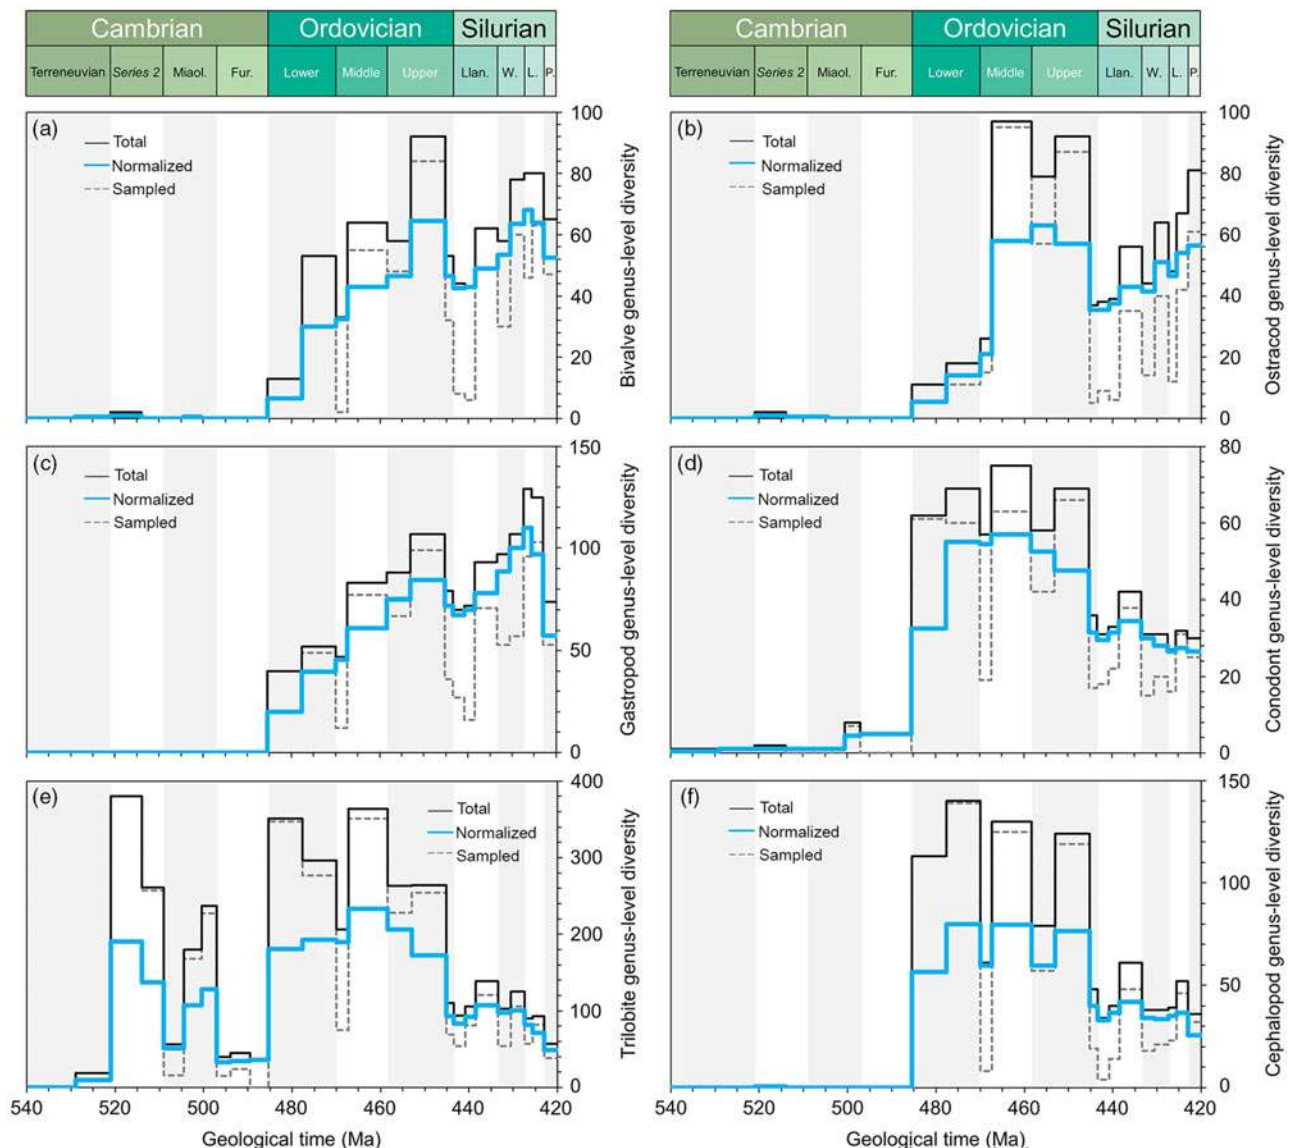 Cambrian Ordovician Silurian Cambrian Ordovician Silurian
Terreneuvian Series 2 Miaol. Fur. Lower Middle Upper Llan. W. L. P. Terreneuvian Series 2 Miaol. Fur. Lower Middle Upper Llan. W. L. P.
(a)
Total
Normalized
Sampled
100
80
60
40
20
0
Bivalve genus-level diversity
(b)
Total
Normalized
Sampled
100
80
60
40
20
0
Ostracod genus-level diversity
(c)
Total
Normalized
Sampled
150
100
50
0
Gastropod genus-level diversity
(d)
Total
Normalized
Sampled
80
60
40
20
0
Conodont genus-level diversity
(e)
Total
Normalized
Sampled
400
300
200
100
0
Trilobite genus-level diversity
540 520 500 480 460 440 420
Geological time (Ma)
(f)
Total
Normalized
Sampled
150
100
50
0
Cephalopod genus-level diversity
540 520 500 480 460 440 420
Geological time (Ma)